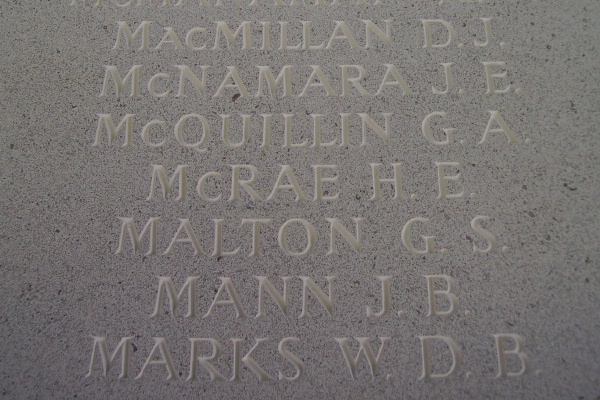 MacMILLAN D. J.
McNAMARA J. E.
McQUILLIN G. A.
McRAE H. E.
MALTON G. S.
MANN J. B.
MARKS W. D. B.